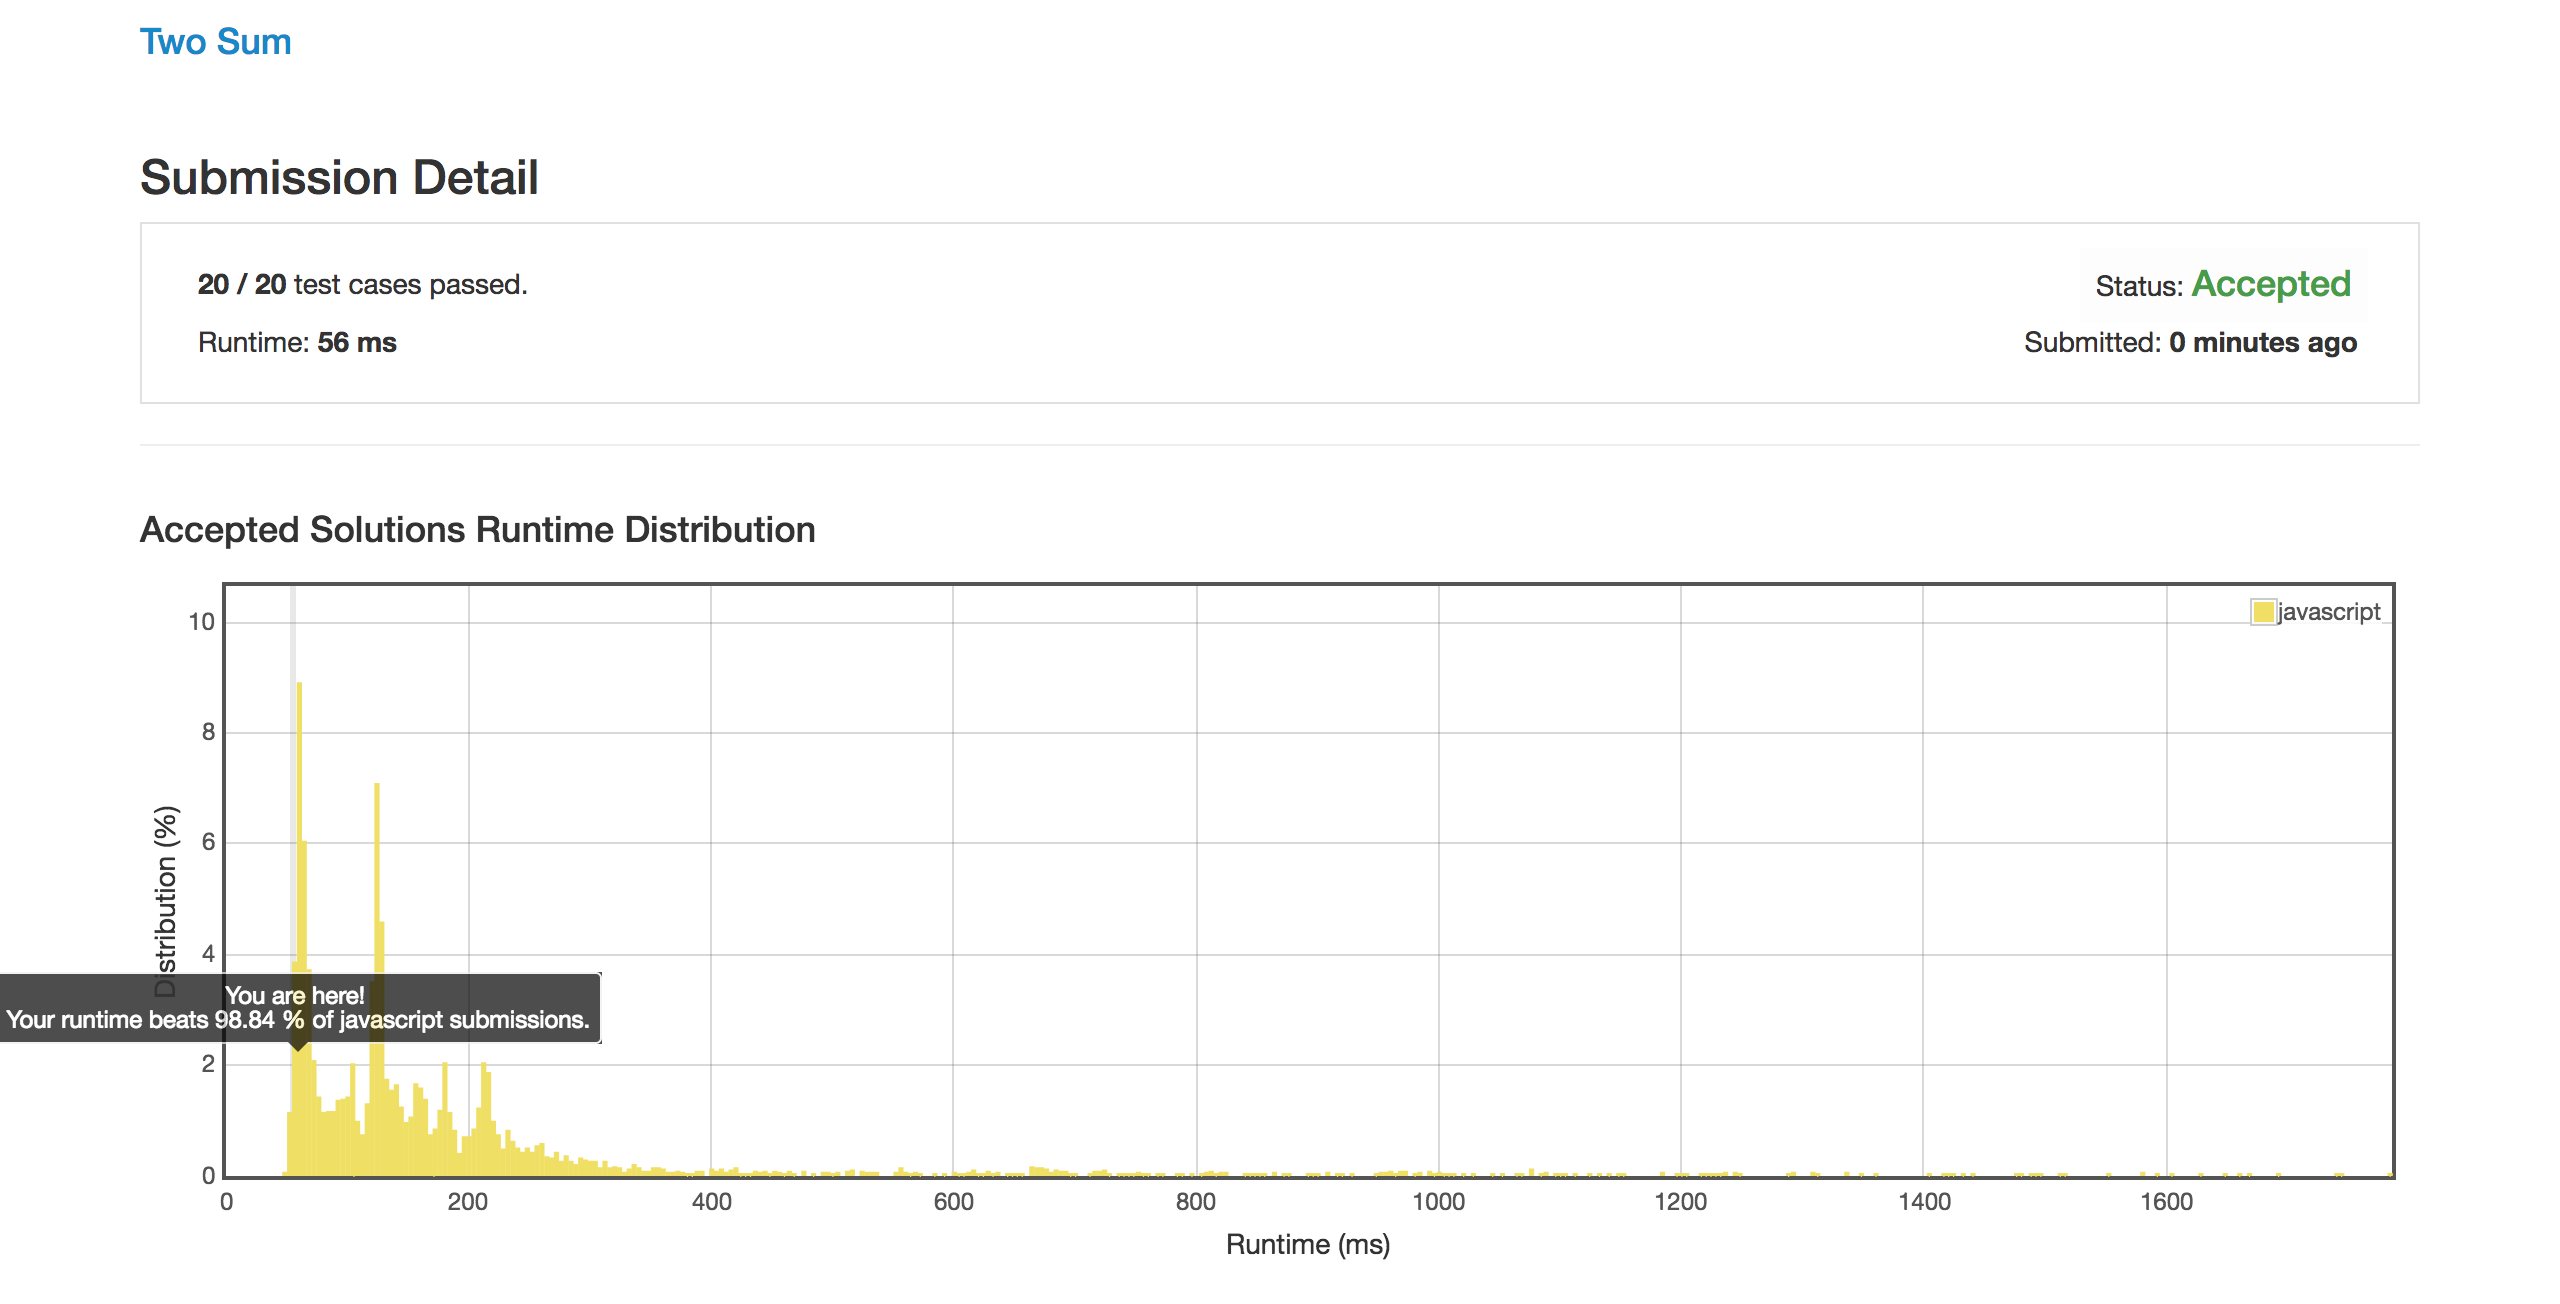 Two Sum
Submission Detail
20 / 20 test cases passed.
Status: Accepted
Runtime: 56 ms
Submitted: 0 minutes ago
Accepted Solutions Runtime Distribution
javascript
10
8
6
4
2
0
Distribution (%)
You are here!
Your runtime beats 98.84 % of javascript submissions.
0 200 400 600 800 1000 1200 1400 1600
Runtime (ms)